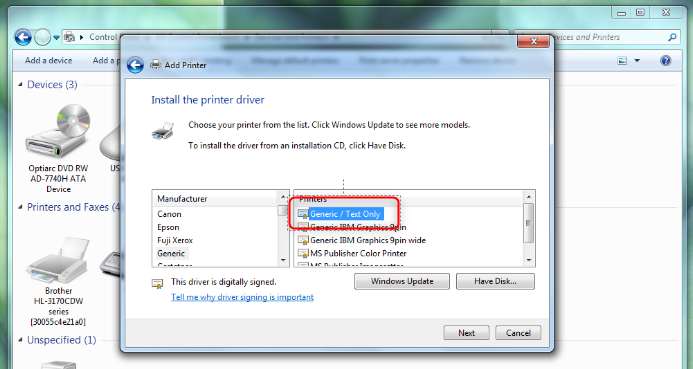 Control
evices and Printers
Add a device
Add a p
Devices (3)
Optiarc DVD RW
AD-7740H ATA
Device
US
Printers and Faxes (4
Brother
HL-3170CDW
series
[30055c4e21a0]
Unspecified (1)
Add Printer
Install the printer driver
Choose your printer from the list. Click Windows Update to see more models.
To install the driver from an installation CD, click Have Disk.
Manufacturer
Canon
Epson
Fuji Xerox
Generic
Printers
Generic / Text Only
Generic IBM Graphics 9pin
Generic IBM Graphics 9pin wide
MS Publisher Color Printer
MS Publisher Imagesetter
This driver is digitally signed.
Tell me why driver signing is important
Windows Update
Have Disk...
Next
Cancel